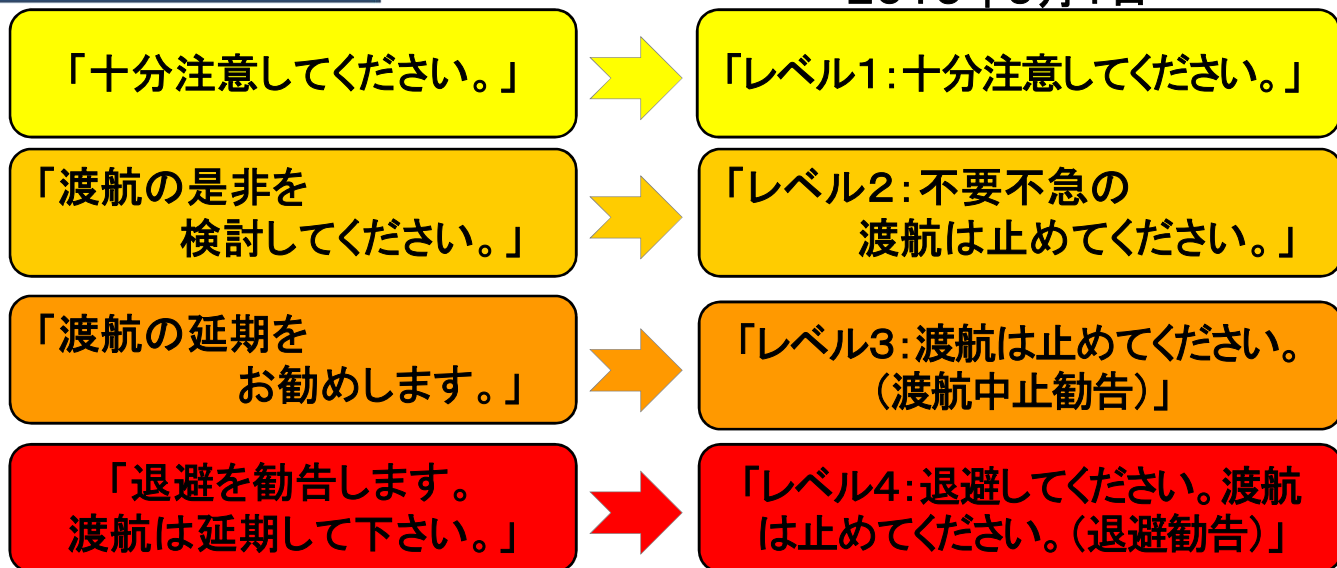 「十分注意してください。」
「レベル1：十分注意してください。」
「渡航の是非を
検討してください。」
「レベル2：不要不急の
渡航は止めてください。」
「渡航の延期を
お勧めします。」
「レベル3：渡航は止めてください。
（渡航中止勧告）」
「退避を勧告します。
渡航は延期して下さい。」
「レベル4：退避してください。渡航
は止めてください。（退避勧告）」